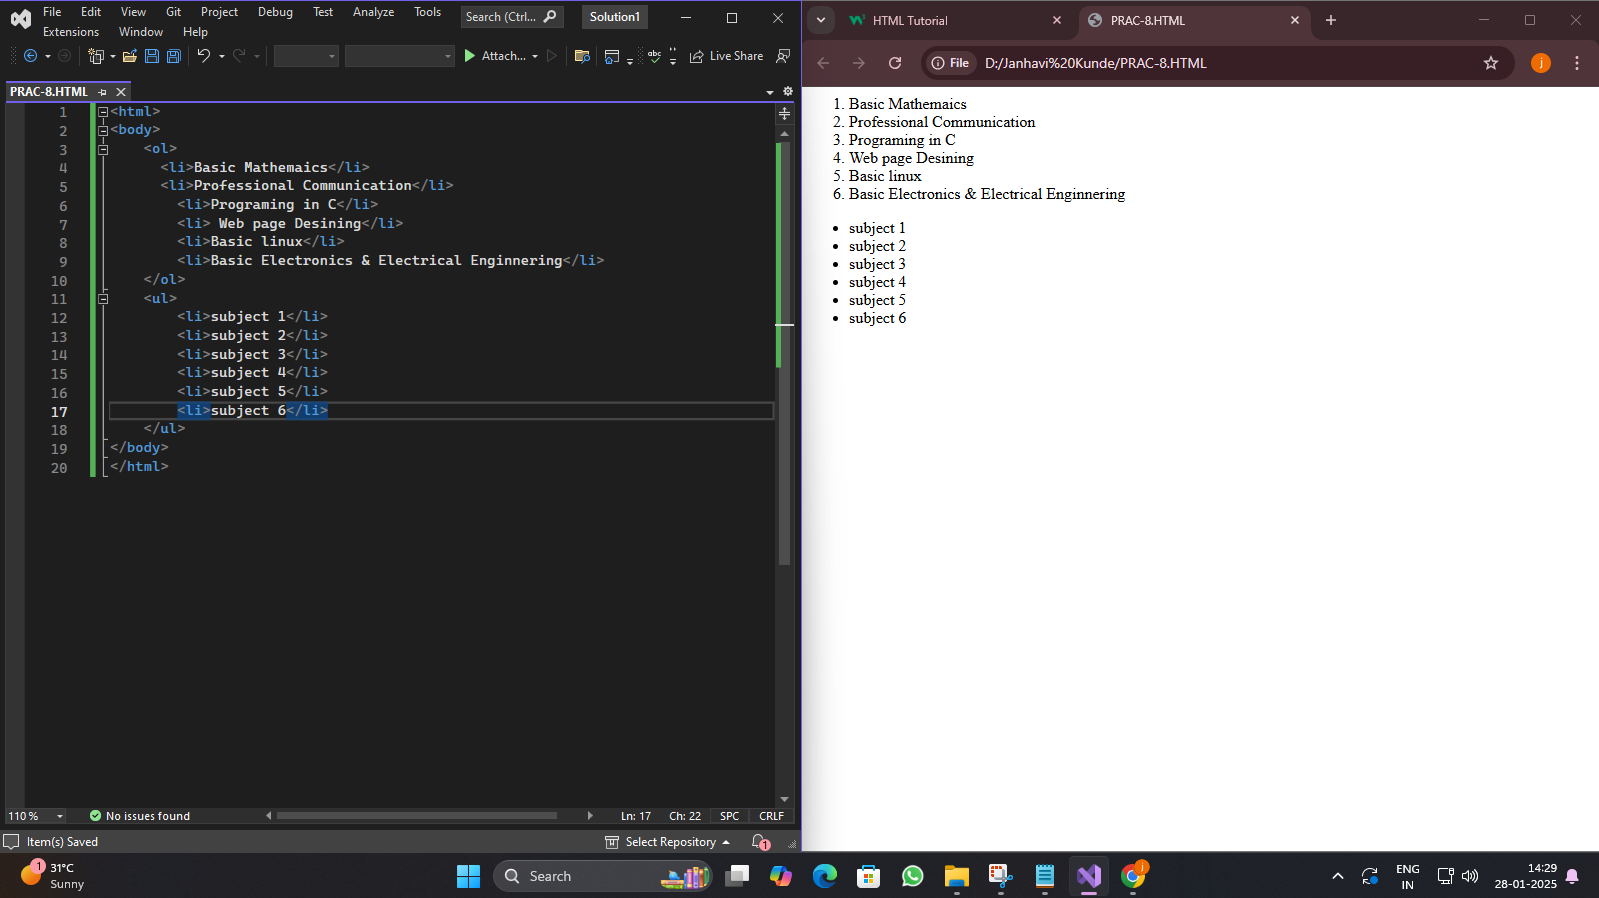 File Edit View Git Project Debug Test Analyze Tools Search (Ctrl... Solution1
Extensions Window Help
Attach... abc Live Share
PRAC-8.HTML
1 <html>
2 <body>
3 <ol>
4 <li>Basic Mathemaics</li>
5 <li>Professional Communication</li>
6 <li>Programing in C</li>
7 <li> Web page Desining</li>
8 <li>Basic linux</li>
9 <li>Basic Electronics & Electrical Enginnering</li>
10 </ol>
11 <ul>
12 <li>subject 1</li>
13 <li>subject 2</li>
14 <li>subject 3</li>
15 <li>subject 4</li>
16 <li>subject 5</li>
17 <li>subject 6</li>
18 </ul>
19 </body>
20 </html>
110 % No issues found Ln: 17 Ch: 22 SPC CRLF
Item(s) Saved Select Repository 1
HTML Tutorial PRAC-8.HTML
File D:/Janhavi%20Kunde/PRAC-8.HTML j
1. Basic Mathemaics
2. Professional Communication
3. Programing in C
4. Web page Desining
5. Basic linux
6. Basic Electronics & Electrical Enginnering
• subject 1
• subject 2
• subject 3
• subject 4
• subject 5
• subject 6
1 31°C
Sunny
Search
j
ENG
IN
14:29
28-01-2025